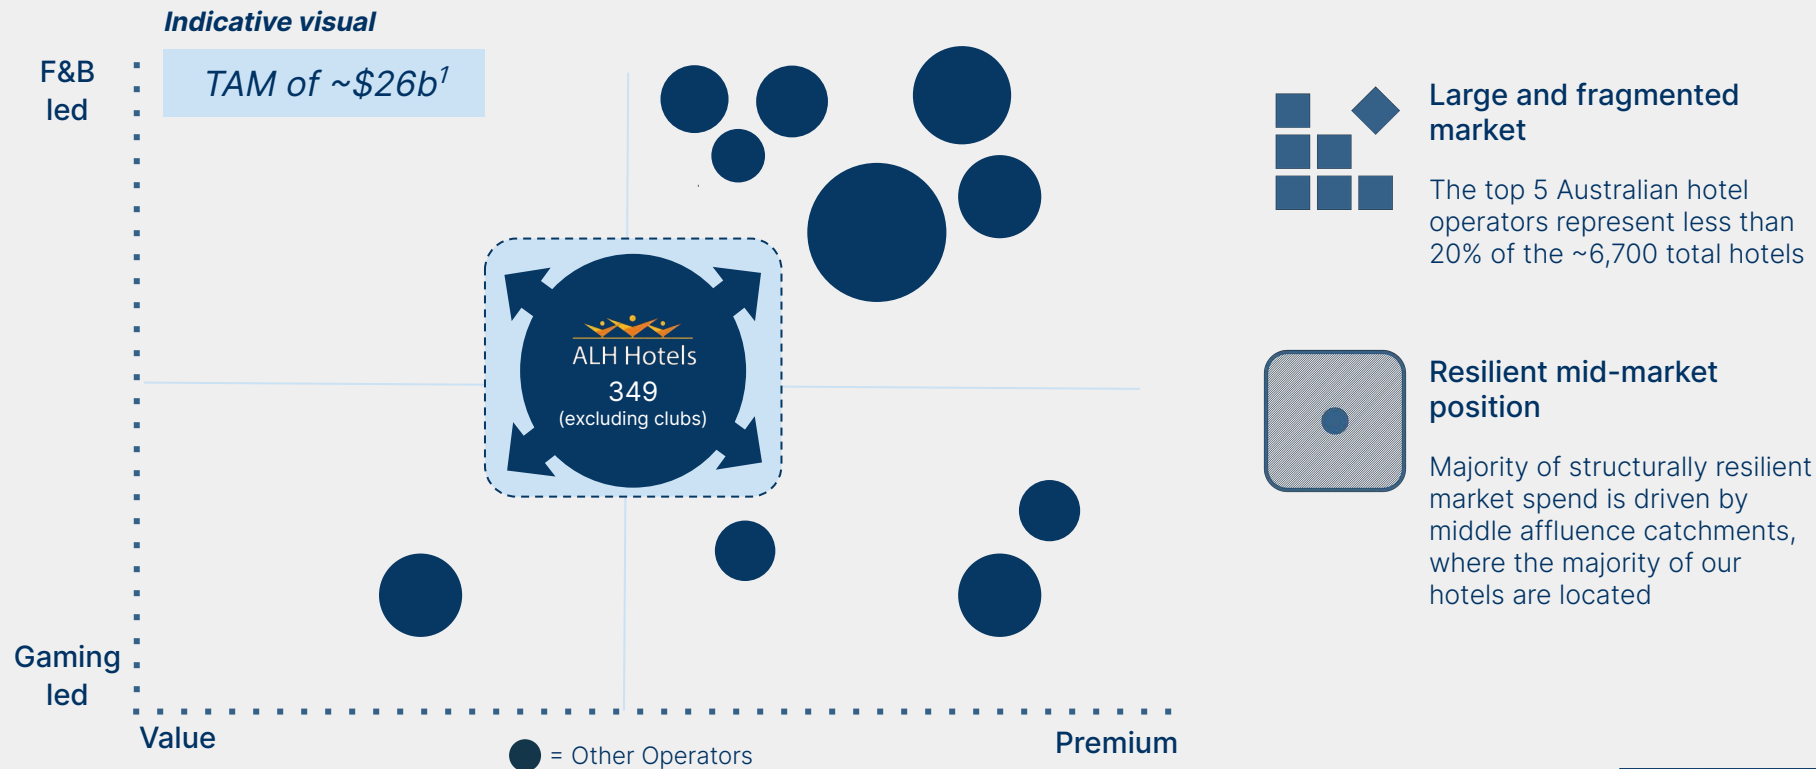 Indicative visual
TAM of ~$26b¹
F&B
led
Gaming
led
Value
Premium
ALH Hotels
349
(excluding clubs)
= Other Operators
Large and fragmented
market
The top 5 Australian hotel
operators represent less than
20% of the ~6,700 total hotels
Resilient mid-market
position
Majority of structurally resilient
market spend is driven by
middle affluence catchments,
where the majority of our
hotels are located